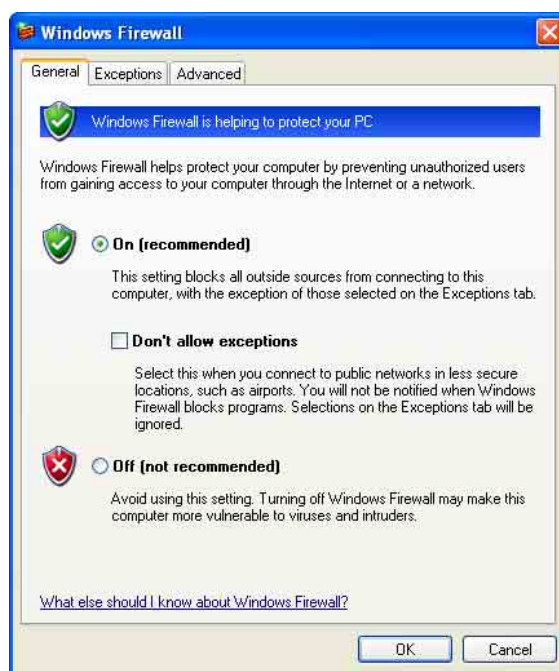 Windows Firewall
General Exceptions Advanced
Windows Firewall is helping to protect your PC
Windows Firewall helps protect your computer by preventing unauthorized users
from gaining access to your computer through the Internet or a network.
On (recommended)
This setting blocks all outside sources from connecting to this
computer, with the exception of those selected on the Exceptions tab.
Don't allow exceptions
Select this when you connect to public networks in less secure
locations, such as airports. You will not be notified when Windows
Firewall blocks programs. Selections on the Exceptions tab will be
ignored.
Off (not recommended)
Avoid using this setting. Turning off Windows Firewall may make this
computer more vulnerable to viruses and intruders.
What else should I know about Windows Firewall?
OK Cancel